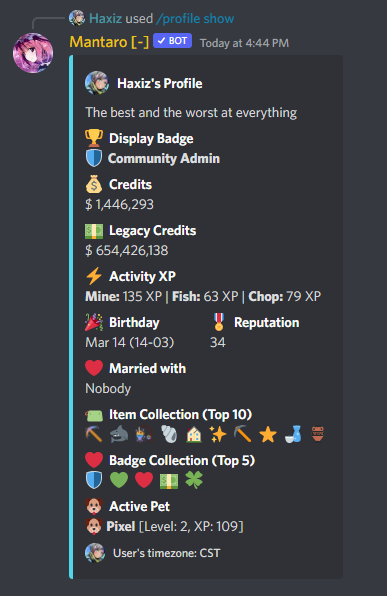 Haxiz used /profile show
Mantaro [-] ✓ BOT Today at 4:44 PM
Haxiz's Profile
The best and the worst at everything
Display Badge
Community Admin
Credits
$ 1,446,293
Legacy Credits
$ 654,426,138
Activity XP
Mine: 135 XP | Fish: 63 XP | Chop: 79 XP
Birthday Reputation
Mar 14 (14-03) 34
Married with
Nobody
Item Collection (Top 10)
Badge Collection (Top 5)
Active Pet
Pixel [Level: 2, XP: 109]
User's timezone: CST